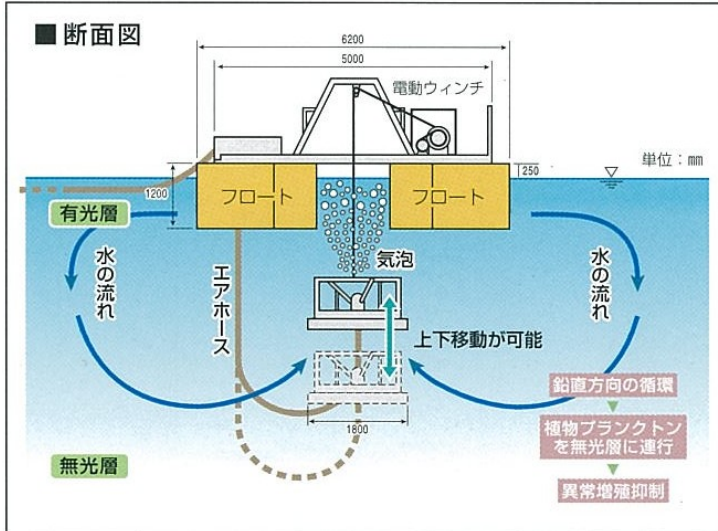 ■断面図
6200
5000
電動ウィンチ
単位：mm
250
1200
フロート
フロート
有光層
気泡
水の流れ
エアホース
水の流れ
上下移動が可能
鉛直方向の循環
植物プランクトン
を無光層に連行
異常増殖抑制
1800
無光層